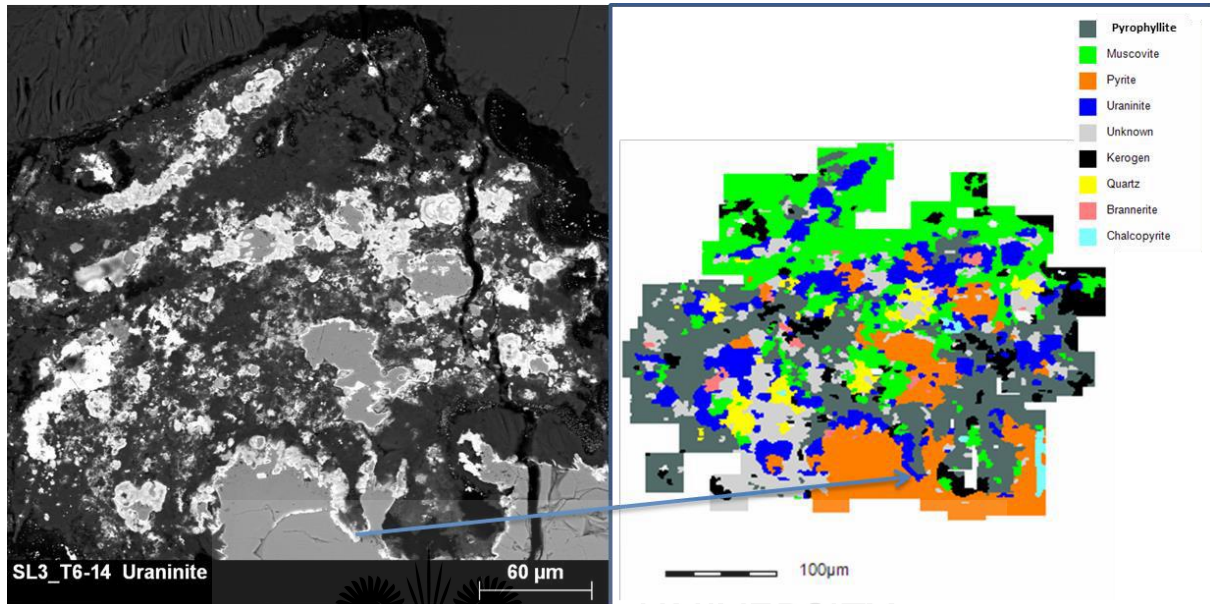 SL3_T6-14 Uraninite
60 µm
Pyrophyllite
Muscovite
Pyrite
Uraninite
Unknown
Kerogen
Quartz
Brannerite
Chalcopyrite
100µm